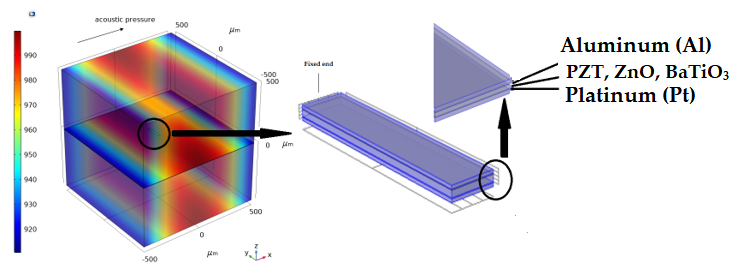 acoustic pressure
500
μm
0
-500
500
0 μm
500
0
μm
-500
990
980
970
960
950
940
930
920
z
y
x
Fixed end
Aluminum (Al)
PZT, ZnO, BaTiO₃
Platinum (Pt)